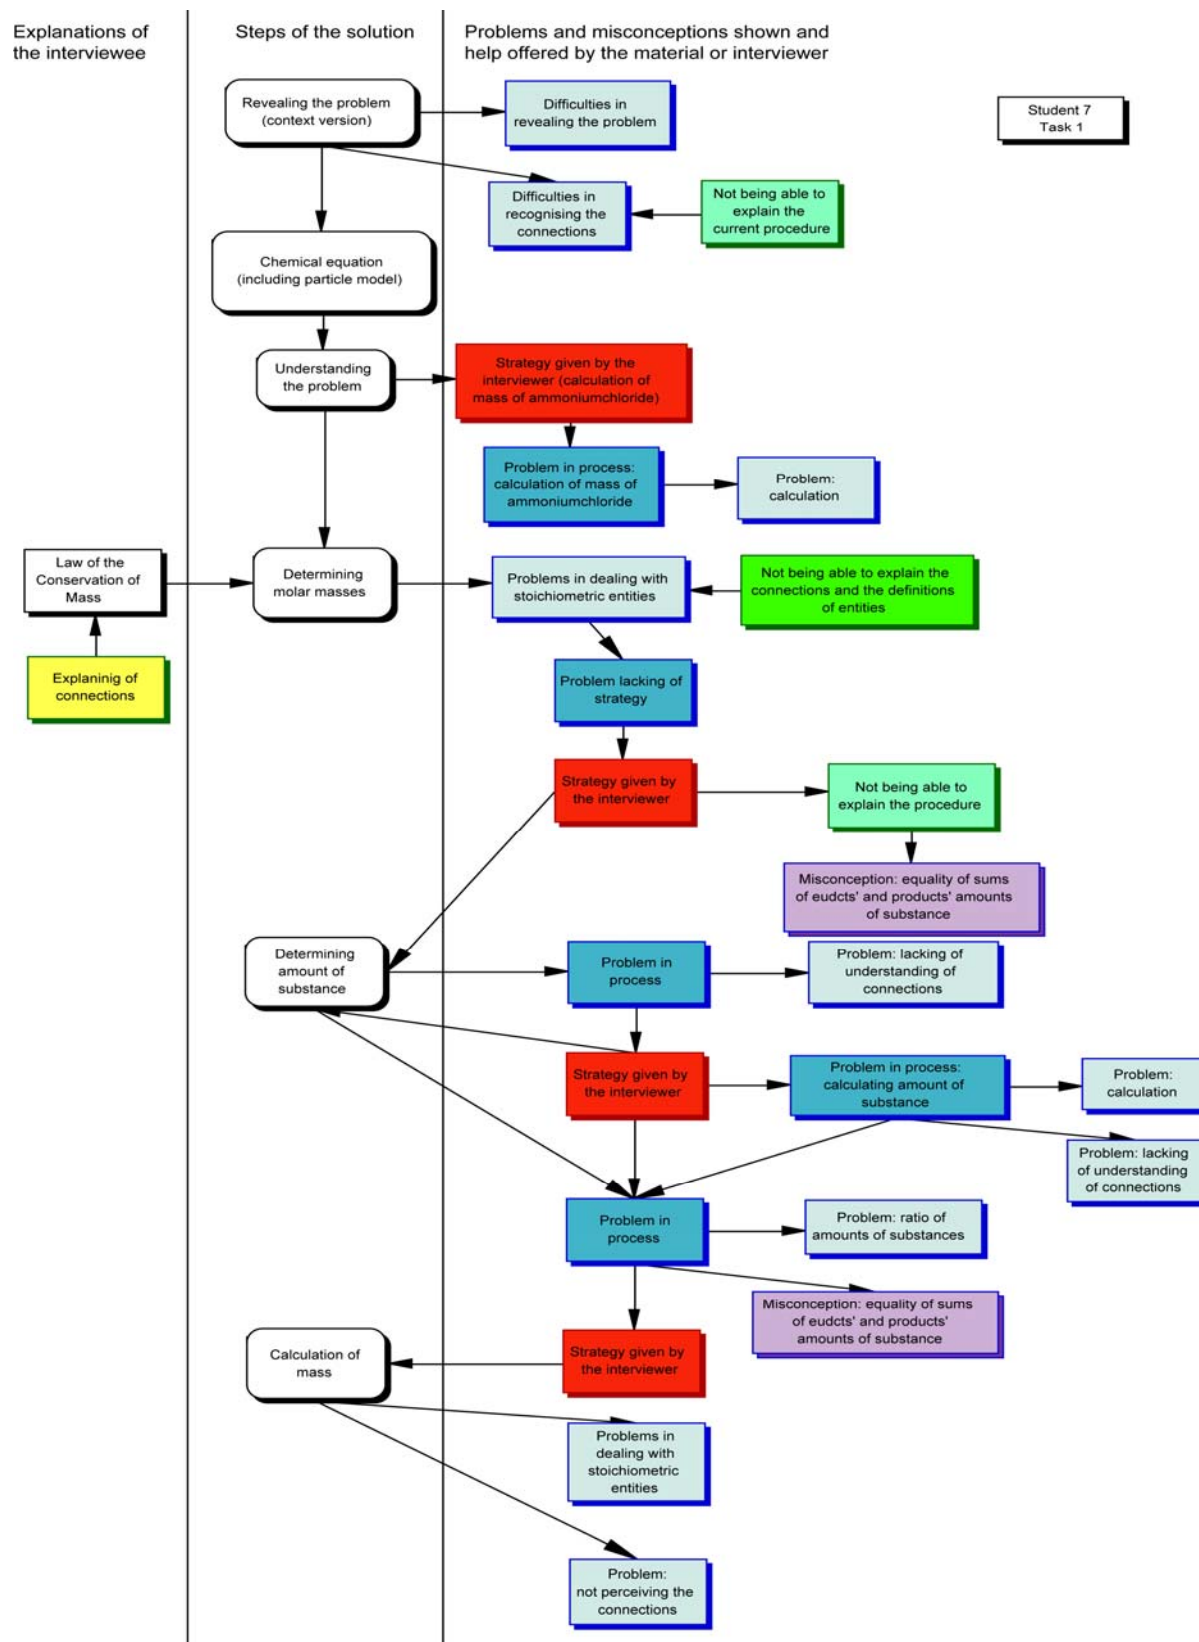 Explanations of
the interviewee
Steps of the solution
Problems and misconceptions shown and
help offered by the material or interviewer
Student 7
Task 1
Revealing the problem
(context version)
Difficulties in
revealing the problem
Difficulties in
recognising the
connections
Not being able to
explain the
current procedure
Chemical equation
(including particle model)
Understanding
the problem
Strategy given by the
interviewer (calculation of
mass of ammoniumchloride)
Problem in process:
calculation of mass of
ammoniumchloride
Problem:
calculation
Law of the
Conservation of
Mass
Determining
molar masses
Problems in dealing with
stoichiometric entities
Not being able to explain the
connections and the definitions
of entities
Explaninig of
connections
Problem lacking of
strategy
Strategy given by
the interviewer
Not being able to
explain the procedure
Misconception: equality of sums
of eudcts' and products' amounts
of substance
Determining
amount of
substance
Problem in
process
Problem: lacking of
understanding of
connections
Strategy given by
the interviewer
Problem in process:
calculating amount of
substance
Problem:
calculation
Problem: lacking
of understanding
of connections
Problem in
process
Problem: ratio of
amounts of substances
Misconception: equality of sums
of eudcts' and products'
amounts of substance
Calculation of
mass
Strategy given by
the interviewer
Problems in
dealing with
stoichiometric
entities
Problem:
not perceiving the
connections